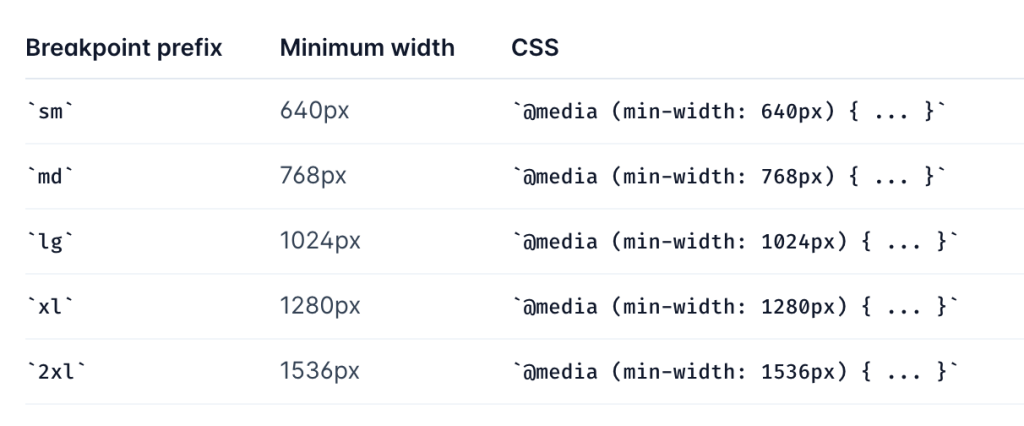 Breakpoint prefix Minimum width CSS
`sm` 640px `@media (min-width: 640px) { ... }`
`md` 768px `@media (min-width: 768px) { ... }`
`lg` 1024px `@media (min-width: 1024px) { ... }`
`xl` 1280px `@media (min-width: 1280px) { ... }`
`2xl` 1536px `@media (min-width: 1536px) { ... }`